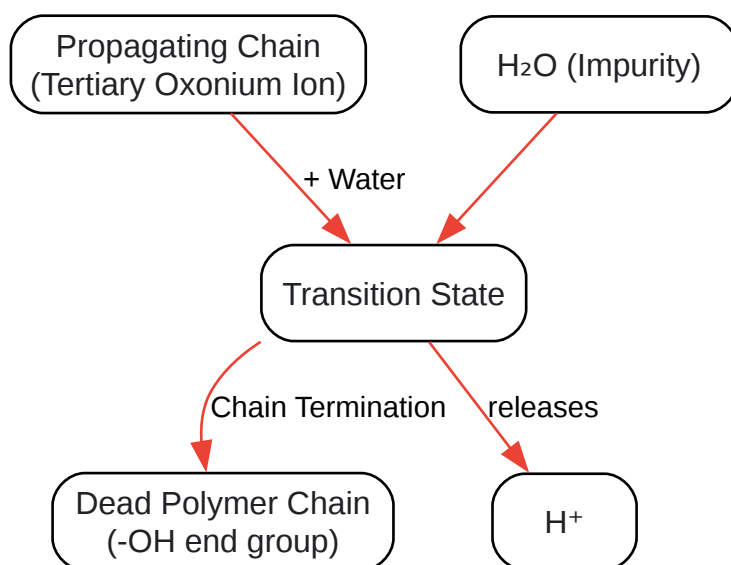 Propagating Chain
(Tertiary Oxonium Ion)
H₂O (Impurity)
+ Water
Transition State
Chain Termination
releases
Dead Polymer Chain
(-OH end group)
H⁺